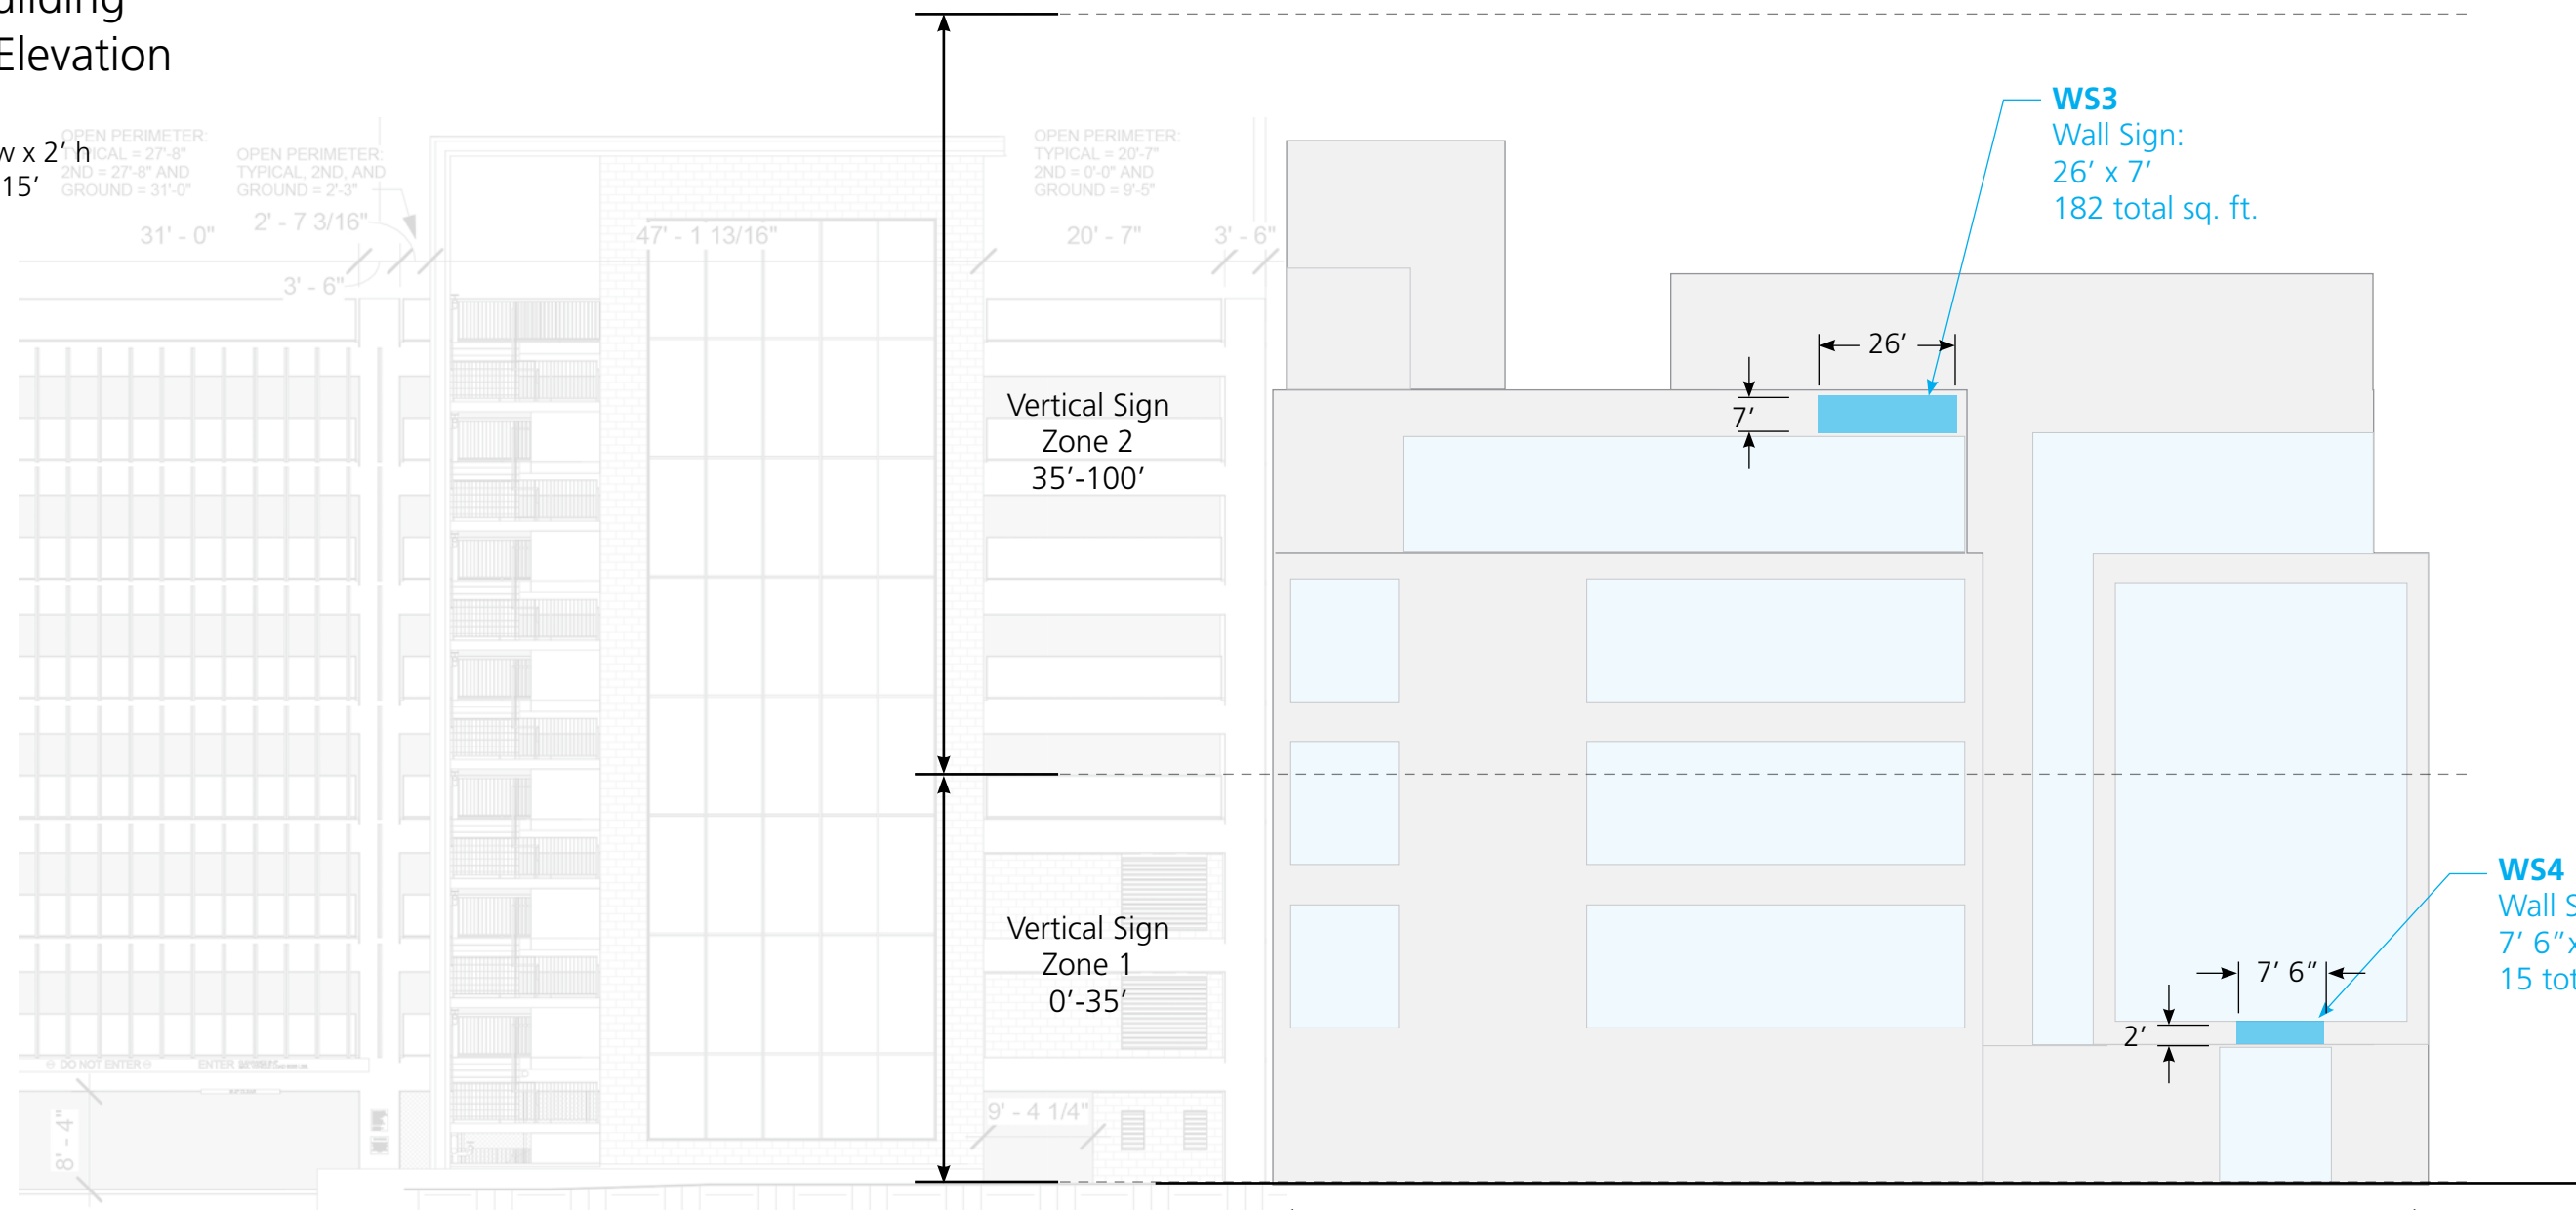 uilding
Elevation
w x 2’ h
15’
OPEN PERIMETER:
TYPICAL = 27'-8"
2ND = 27'-8" AND
GROUND = 31'-0"
OPEN PERIMETER:
TYPICAL, 2ND, AND
GROUND = 2'-3"
OPEN PERIMETER:
TYPICAL = 20'-7"
2ND = 0'-0" AND
GROUND = 9'-5"
31' - 0"
2' - 7 3/16"
47' - 1 13/16"
20' - 7"
3' - 6"
3' - 6"
WS3
Wall Sign:
26’ x 7’
182 total sq. ft.
26’
7’
Vertical Sign
Zone 2
35’-100’
Vertical Sign
Zone 1
0’-35’
WS4
Wall S
7’ 6”x
15 tot
7’ 6”
2’
DO NOT ENTER
ENTER
9' - 4 1/4"
8' - 4"